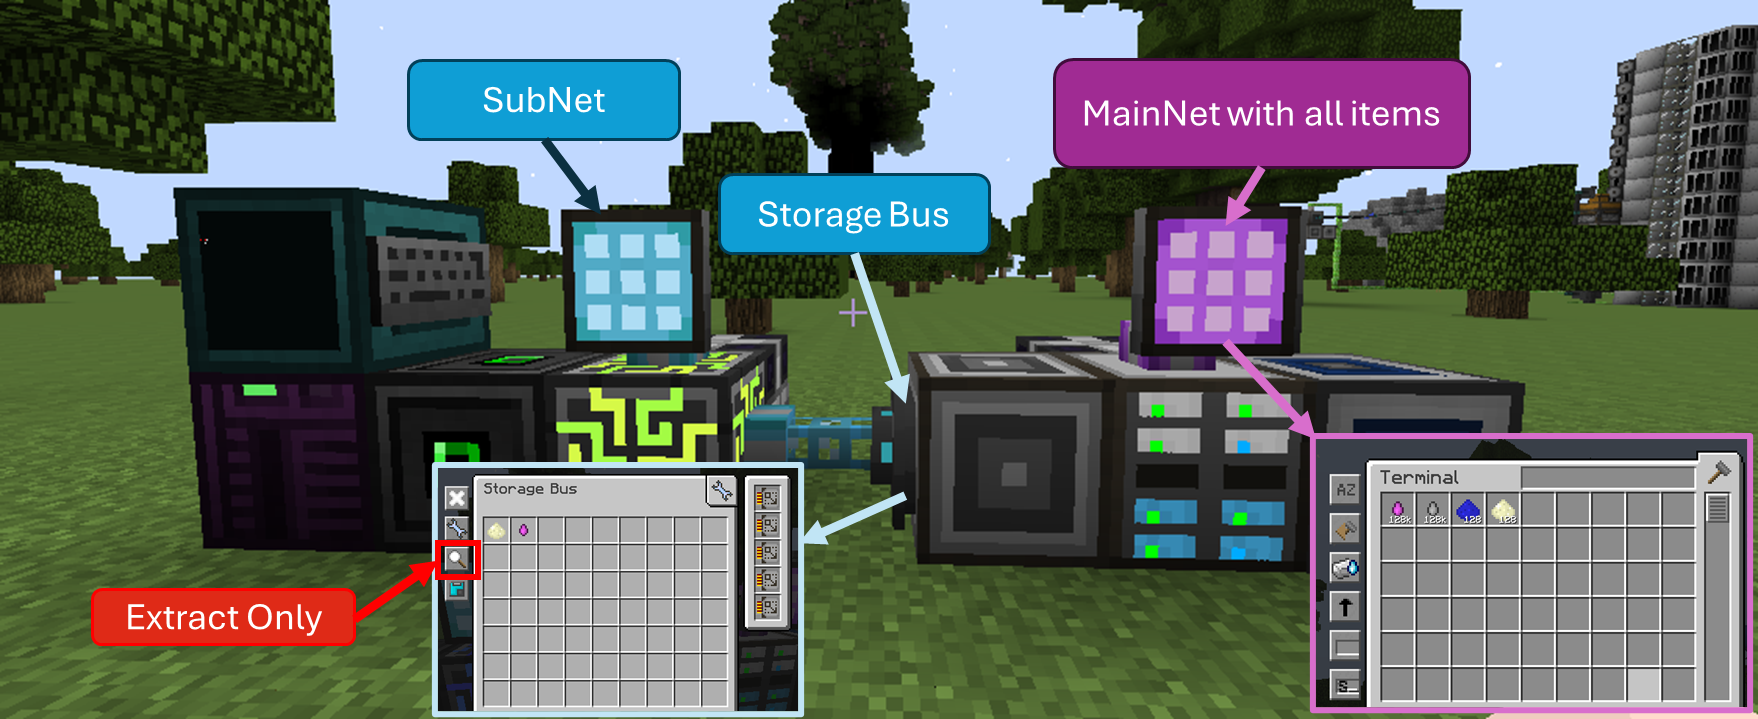 SubNet
MainNet with all items
Storage Bus
Extract Only
Storage Bus
Terminal
AZ
128k
128k
128
128
S